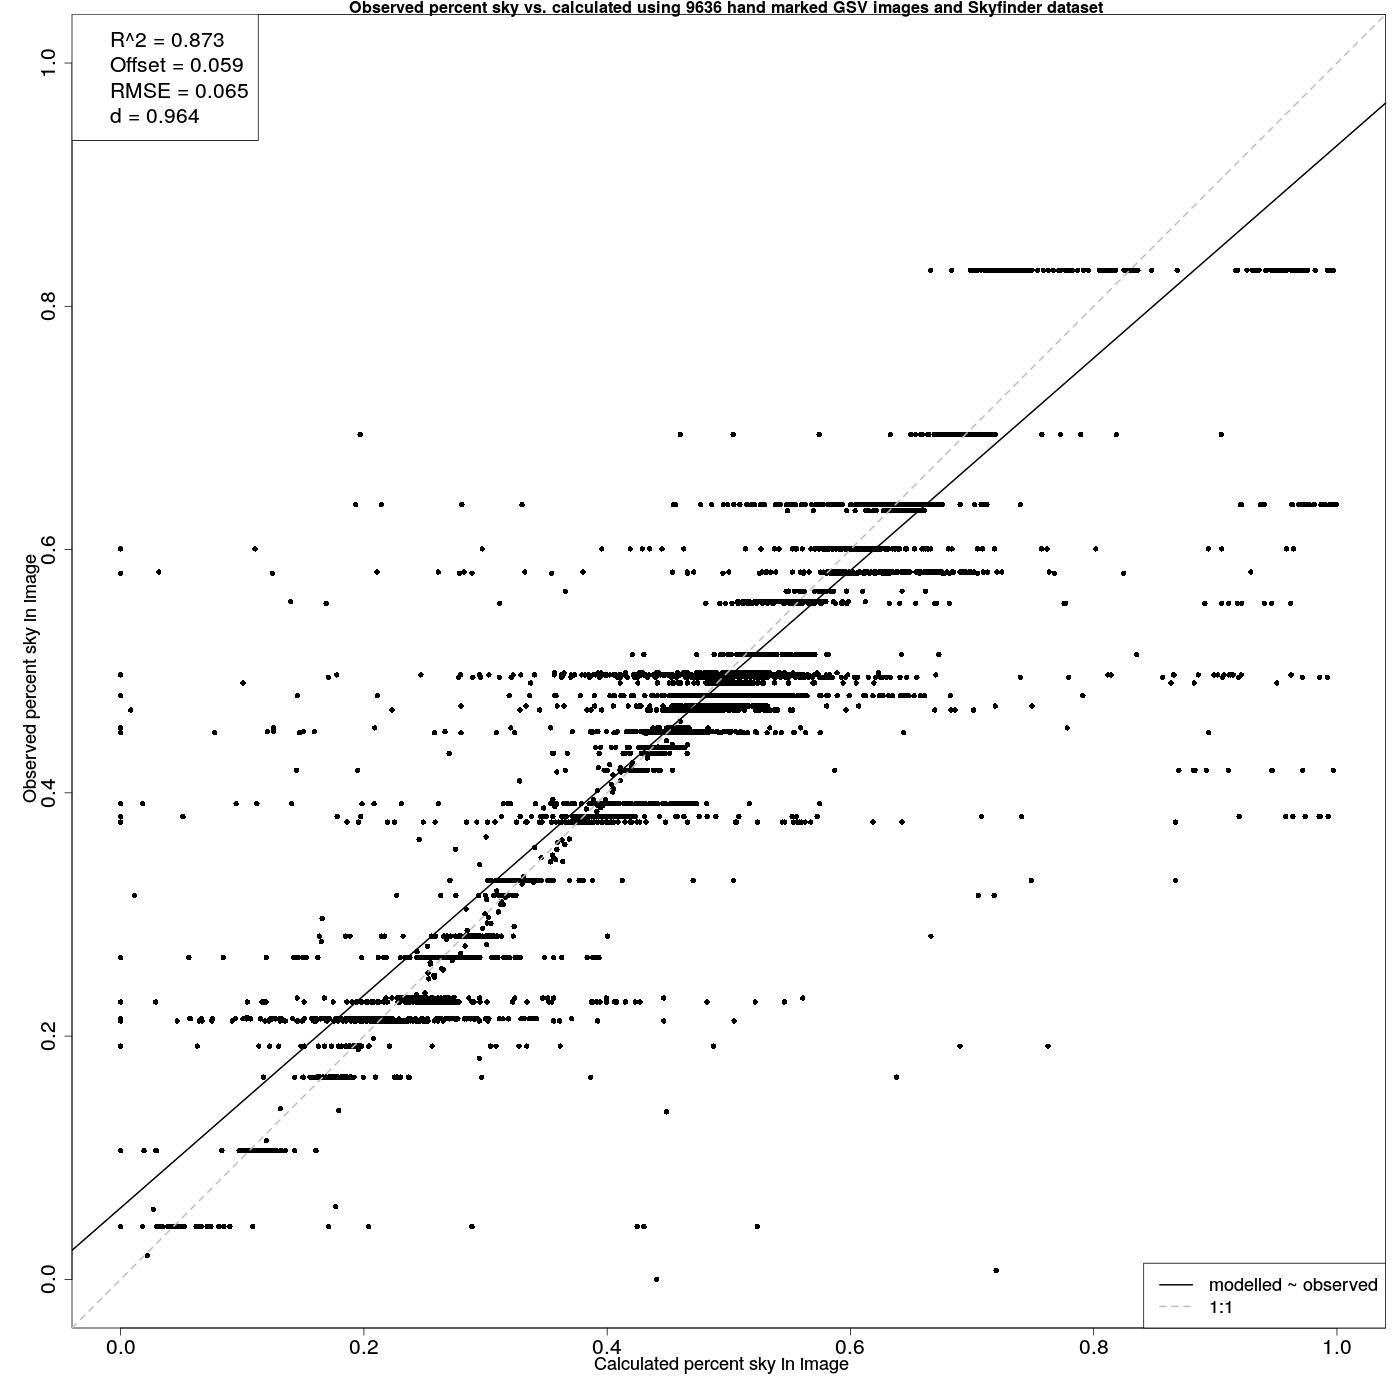 Observed percent sky vs. calculated using 9636 hand marked GSV images and Skyfinder dataset
R^2 = 0.873
Offset = 0.059
RMSE = 0.065
d = 0.964
Observed percent sky in image
1.0
0.8
0.6
0.4
0.2
0.0
modelled ~ observed
1:1
0.0 0.2 0.4 0.6 0.8 1.0
Calculated percent sky in image